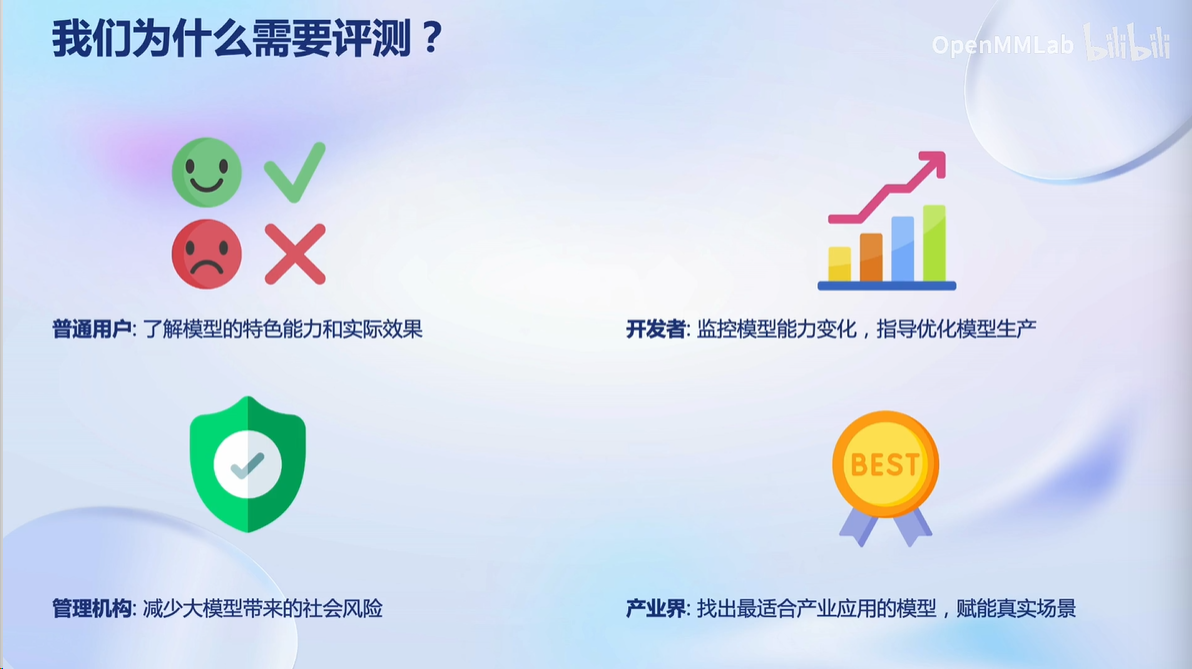 我们为什么需要评测？
OpenMMLab bilibili
普通用户: 了解模型的特色能力和实际效果
开发者: 监控模型能力变化，指导优化模型生产
BEST
管理机构: 减少大模型带来的社会风险
产业界: 找出最适合产业应用的模型，赋能真实场景